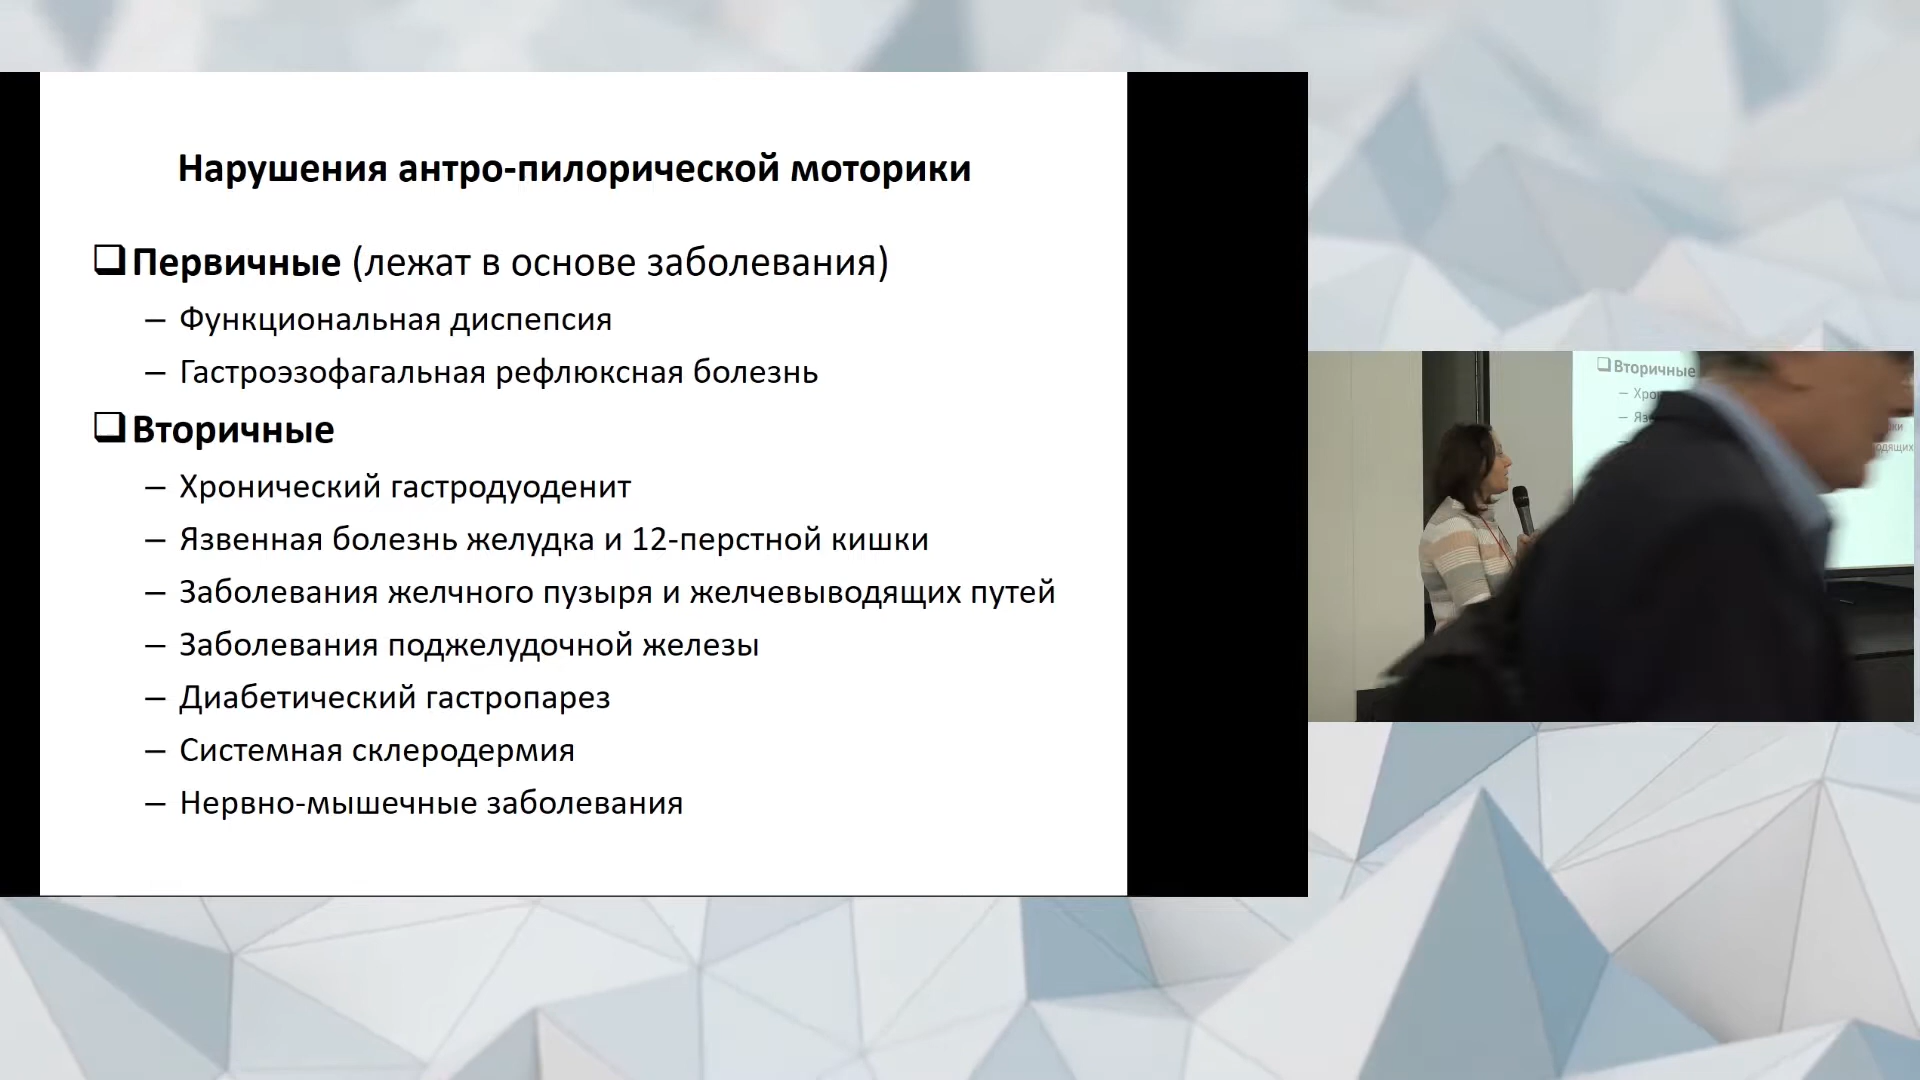 Нарушения антро-пилорической моторики
❑ Первичные (лежат в основе заболевания)
– Функциональная диспепсия
– Гастроэзофагальная рефлюксная болезнь
❑ Вторичные
– Хронический гастродуоденит
– Язвенная болезнь желудка и 12-перстной кишки
– Заболевания желчного пузыря и желчевыводящих путей
– Заболевания поджелудочной железы
– Диабетический гастропарез
– Системная склеродермия
– Нервно-мышечные заболевания
❑ Вторичные